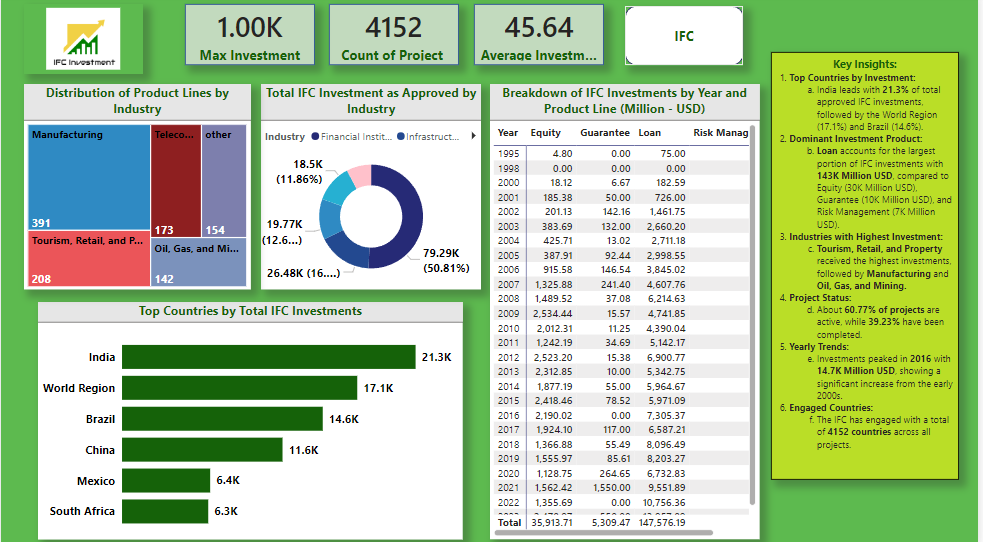 IFC Investment
1.00K
Max Investment
4152
Count of Project
45.64
Average Investm...
IFC
Distribution of Product Lines by
Industry
Manufacturing
391
Teleco...
173
other
154
Tourism, Retail, and P...
208
Oil, Gas, and Mi...
142
Total IFC Investment as Approved by
Industry
Industry Financial Instit... Infrastruct...
18.5K
(11.86%)
19.77K
(12.6...)
26.48K (16....)
79.29K
(50.81%)
Breakdown of IFC Investments by Year and
Product Line (Million - USD)
Year Equity Guarantee Loan Risk Manag
1995 4.80 0.00 75.00
1998 0.00 0.00 0.00
2000 18.12 6.67 182.59
2001 185.38 50.00 726.00
2002 201.13 142.16 1,461.75
2003 383.69 132.00 2,660.20
2004 425.71 13.02 2,711.18
2005 387.91 92.44 2,998.55
2006 915.58 146.54 3,845.02
2007 1,325.88 241.40 4,607.76
2008 1,489.52 37.08 6,214.63
2009 2,534.44 15.57 4,741.85
2010 2,012.31 11.25 4,390.04
2011 1,242.19 34.69 5,142.17
2012 2,523.20 15.38 6,900.77
2013 2,312.85 10.00 5,342.75
2014 1,877.19 55.00 5,964.67
2015 2,418.46 78.52 5,971.09
2016 2,190.02 0.00 7,305.37
2017 1,924.10 117.00 6,587.21
2018 1,366.88 55.49 8,096.49
2019 1,555.97 85.61 8,203.27
2020 1,128.75 264.65 6,732.83
2021 1,562.42 1,550.00 9,551.89
2022 1,355.69 0.00 10,756.36
Total 35,913.71 5,309.47 147,576.19
Top Countries by Total IFC Investments
India 21.3K
World Region 17.1K
Brazil 14.6K
China 11.6K
Mexico 6.4K
South Africa 6.3K
Key Insights:
1. Top Countries by Investment:
a. India leads with 21.3% of total
approved IFC investments,
followed by the World Region
(17.1%) and Brazil (14.6%).
2. Dominant Investment Product:
b. Loan accounts for the largest
portion of IFC investments with
143K Million USD, compared to
Equity (30K Million USD),
Guarantee (10K Million USD), and
Risk Management (7K Million
USD).
3. Industries with Highest Investment:
c. Tourism, Retail, and Property
received the highest investments,
followed by Manufacturing and
Oil, Gas, and Mining.
4. Project Status:
d. About 60.77% of projects are
active, while 39.23% have been
completed.
5. Yearly Trends:
e. Investments peaked in 2016 with
14.7K Million USD, showing a
significant increase from the early
2000s.
6. Engaged Countries:
f. The IFC has engaged with a total
of 4152 countries across all
projects.